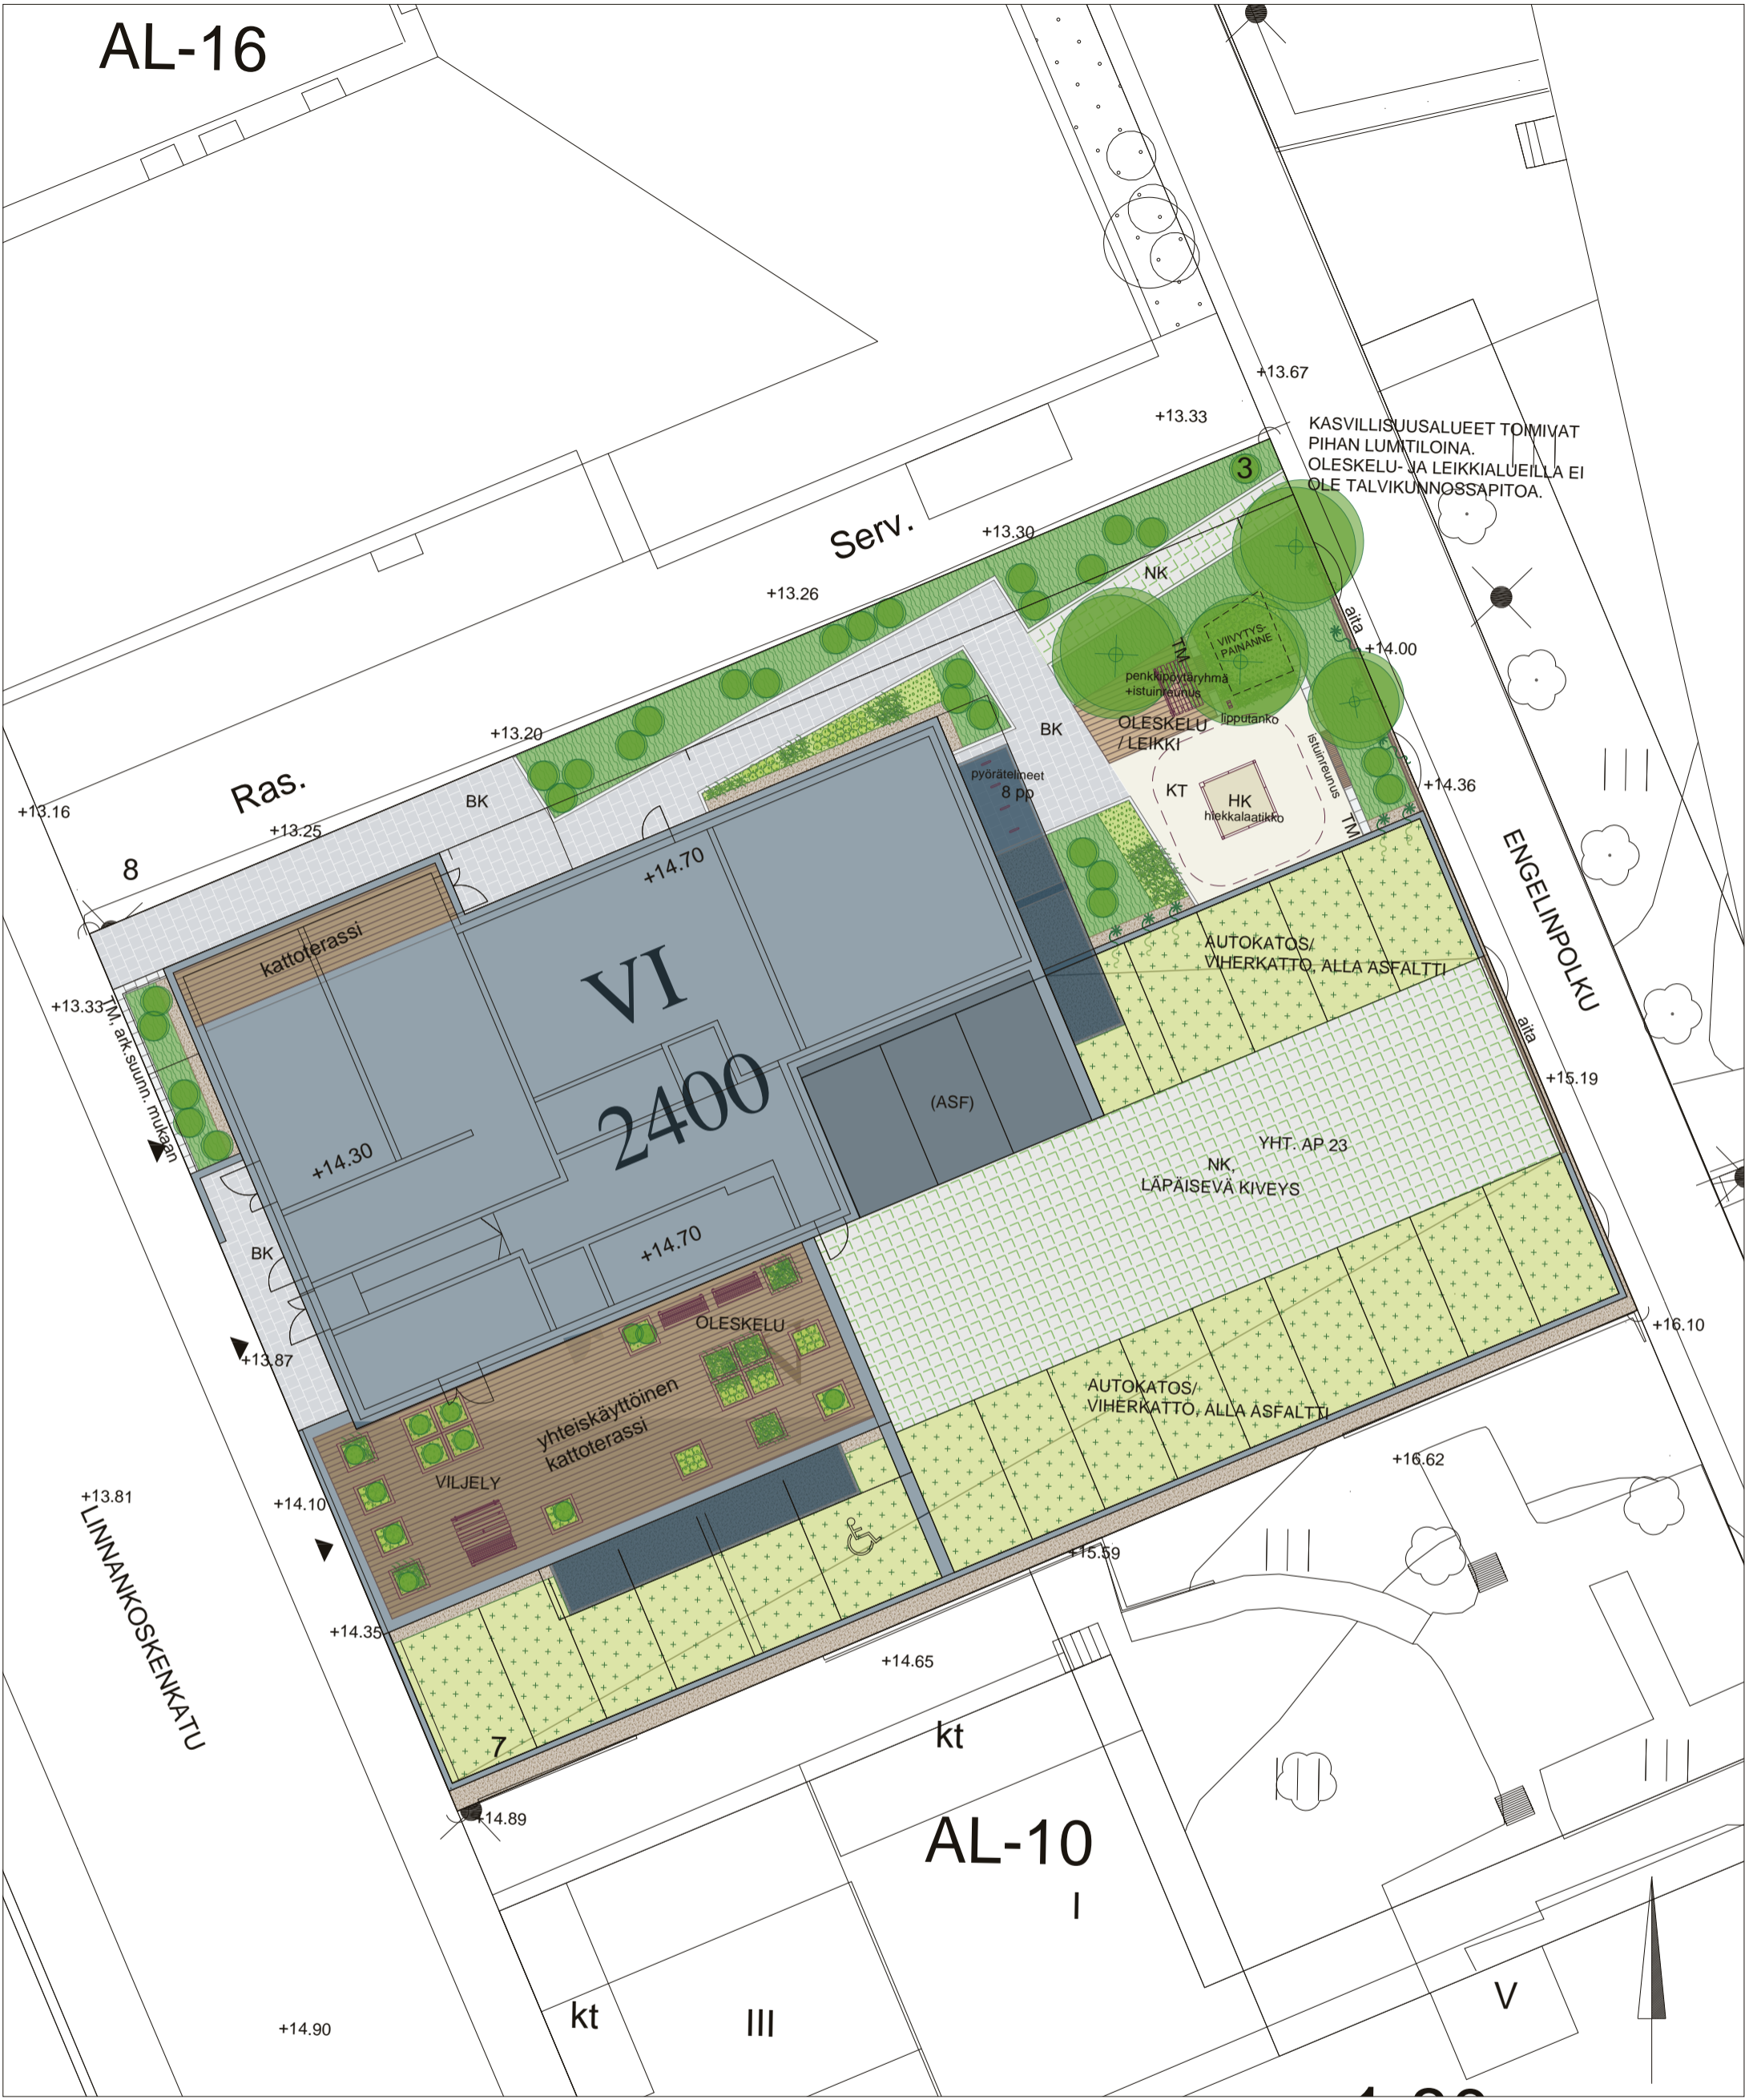 AL-16
+13.67
+13.33
KASVILLISUUSALUEET TOIMIVAT
PIHAN LUMITILOINA.
OLESKELU- JA LEIKKIALUEILLA EI
OLE TALVIKUNNOSSAPITOA.
3
Serv.
+13.30
NK
+13.26
aita
VIIVYTYS-
PAINANNE
TM
+14.00
penkkipöytäryhmä
+istuinreunus
lipputanko
OLESKELU
/ LEIKKI
BK
+13.20
istuinreunus
Ras.
BK
pyörätelineet
8 pp
KT
HK
hiekkalaatikko
+14.36
+13.16
+13.25
TM
8
+14.70
ENGELINPOLKU
kattoterassi
AUTOKATOS/
VIHERKATTO, ALLA ASFALTTI
VI
+13.33
TM, ark.suunn. mukaan
aita
+15.19
2400
(ASF)
YHT. AP 23
NK,
LÄPÄISEVÄ KIVEYS
+14.30
+14.70
BK
OLESKELU
V
+16.10
+13.87
AUTOKATOS/
VIHERKATTO, ALLA ASFALTTI
yhteiskäyttöinen
kattoterassi
VILJELY
+16.62
+13.81
+14.10
LINNANKOSKENKATU
+15.59
+14.35
+14.65
7
kt
+14.89
AL-10
I
V
kt
III
+14.90